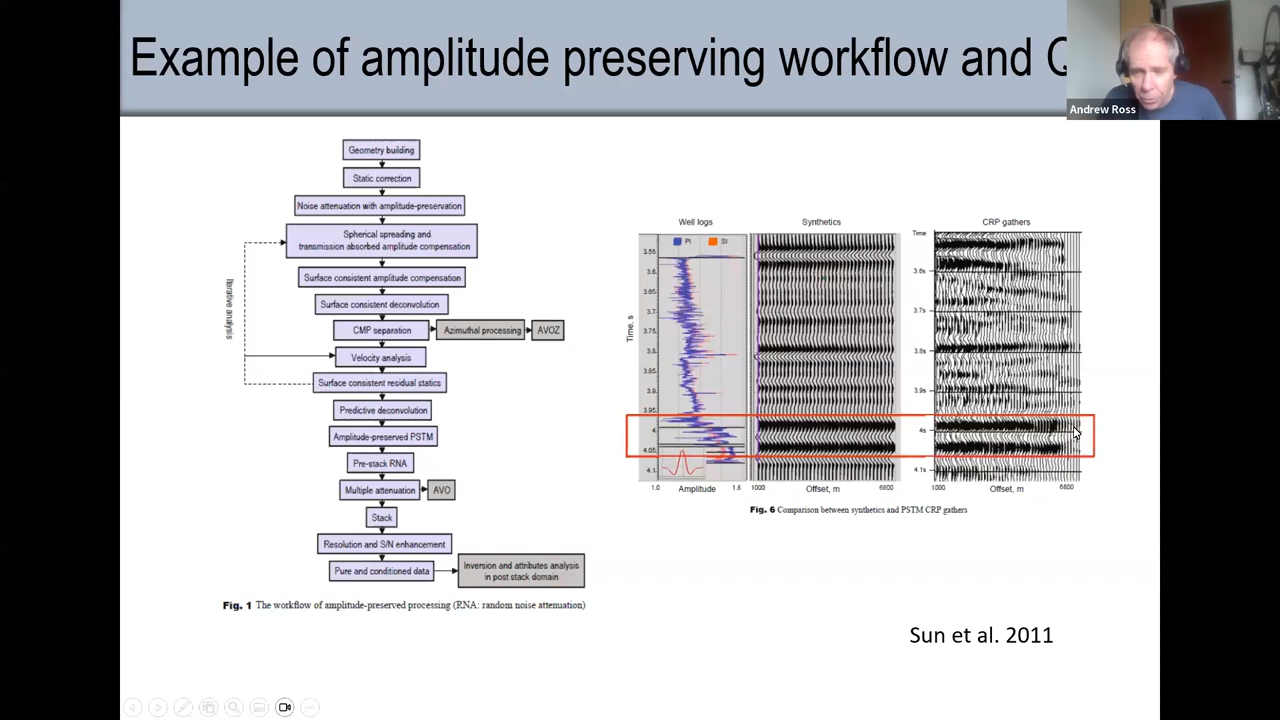 Example of amplitude preserving workflow and
Andrew Ross
Geometry building
Static correction
Noise attenuation with amplitude-preservation
Spherical spreading and
transmission absorbed amplitude compensation
Surface consistent amplitude compensation
Surface consistent deconvolution
CMP separation
Azimuthal processing
AVOZ
Velocity analysis
Surface consistent residual statics
Predictive deconvolution
Amplitude-preserved PSTM
Pre-stack RNA
Multiple attenuation
AVO
Stack
Resolution and S/N enhancement
Pure and conditioned data
Inversion and attributes analysis
in post stack domain
Iterative analysis
Fig. 1 The workflow of amplitude-preserved processing (RNA: random noise attenuation)
Well logs
Synthetics
CRP gathers
PI
SI
Time, s
3.55
3.6
3.65
3.7
3.75
3.8
3.85
3.9
3.95
4.
4.05
4.1
1.0
Amplitude
1.6
1000
Offset, m
6800
Time
3.6s
3.7s
3.8s
3.9s
4s
4.1s
1000
Offset, m
6800
Fig. 6 Comparison between synthetics and PSTM CRP gathers
Sun et al. 2011